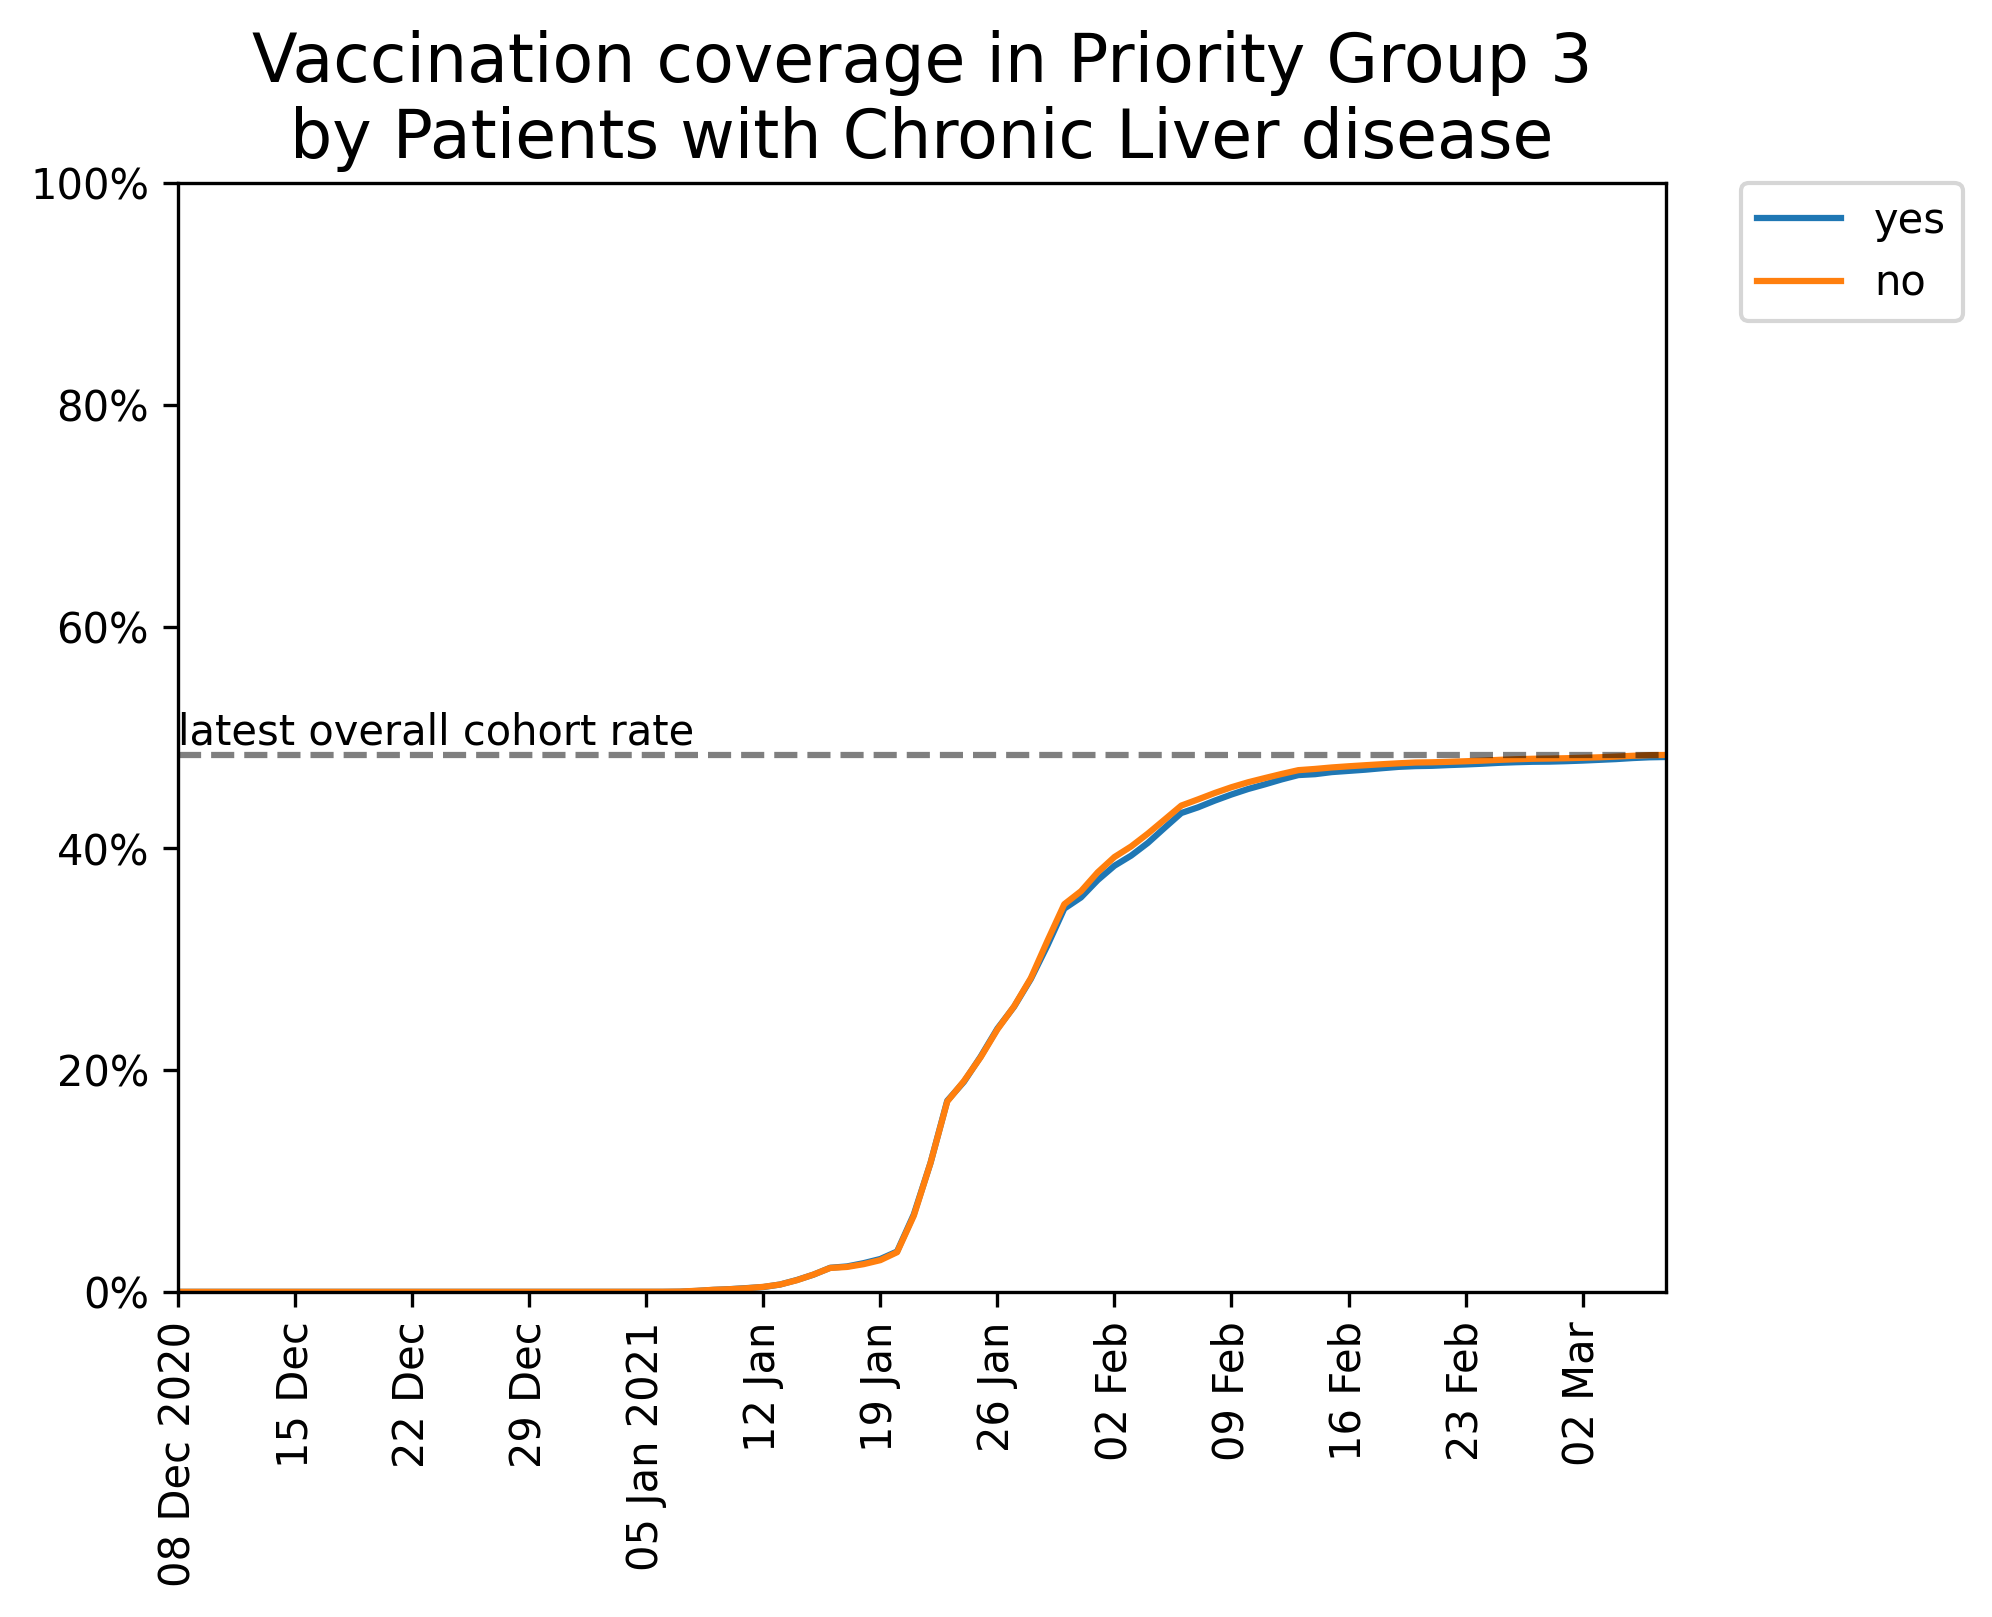 Vaccination coverage in Priority Group 3
by Patients with Chronic Liver disease
100%
80%
60%
40%
20%
0%
latest overall cohort rate
yes
no
08 Dec 2020
15 Dec
22 Dec
29 Dec
05 Jan 2021
12 Jan
19 Jan
26 Jan
02 Feb
09 Feb
16 Feb
23 Feb
02 Mar